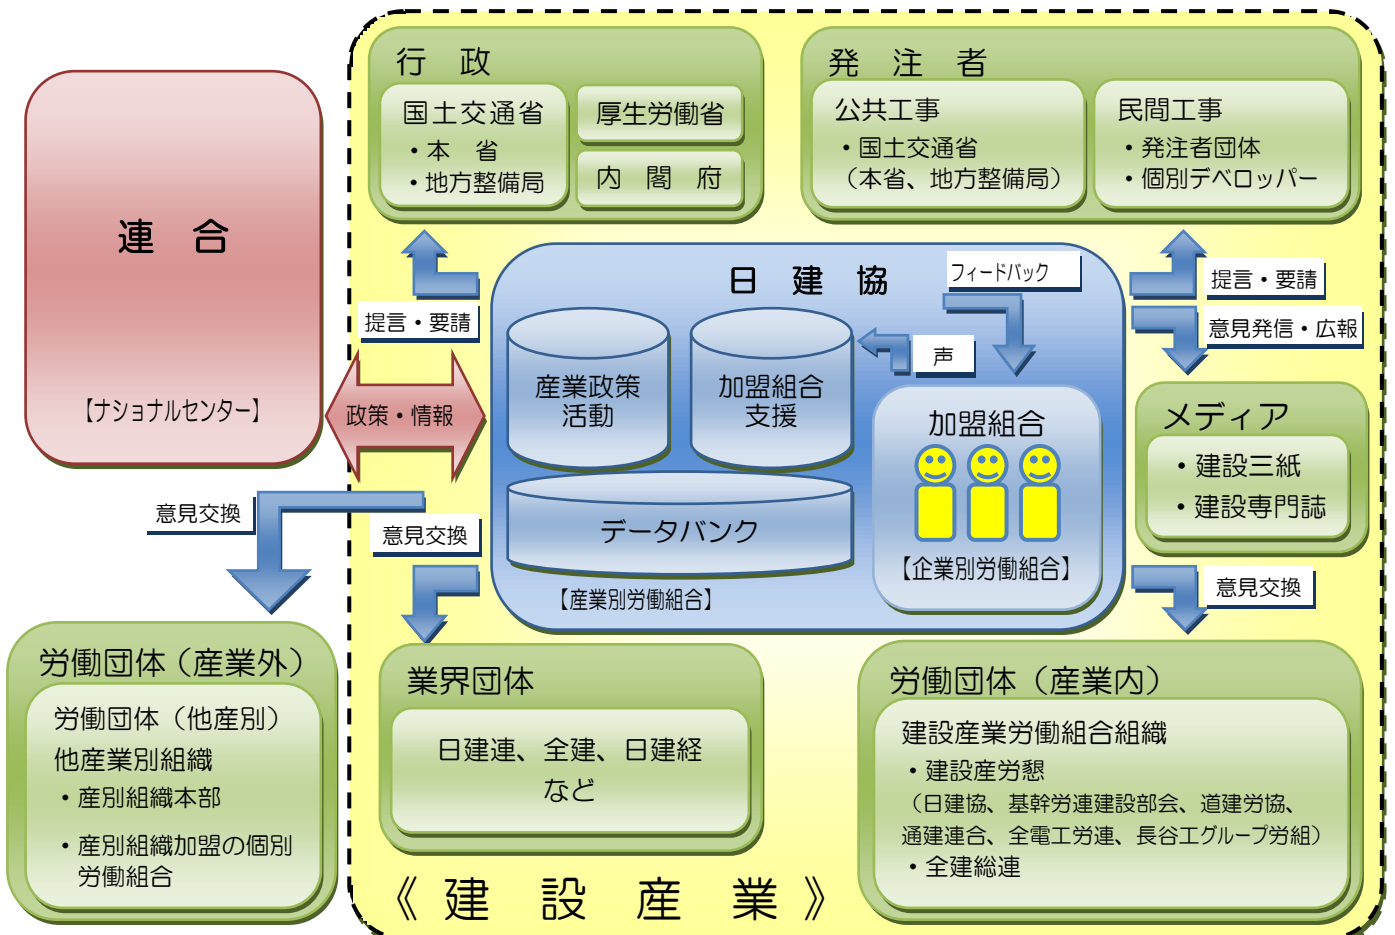 行　政
国土交通省
・本　省
・地方整備局
厚生労働省
内　閣　府
発　注　者
公共工事
・国土交通省
（本省、地方整備局）
民間工事
・発注者団体
・個別デベロッパー
連　合
【ナショナルセンター】
提言・要請
政策・情報
日　建　協
フィードバック
声
産業政策
活動
加盟組合
支援
データバンク
【産業別労働組合】
加盟組合
【企業別労働組合】
提言・要請
意見発信・広報
メディア
・建設三紙
・建設専門誌
意見交換
意見交換
意見交換
労働団体（産業外）
労働団体（他産別）
他産業別組織
・産別組織本部
・産別組織加盟の個別
労働組合
業界団体
日建連、全建、日建経
など
労働団体（産業内）
建設産業労働組合組織
・建設産労懇
（日建協、基幹労連建設部会、道建労協、
通建連合、全電工労連、長谷工グループ労組）
・全建総連
《 建　設　産　業 》